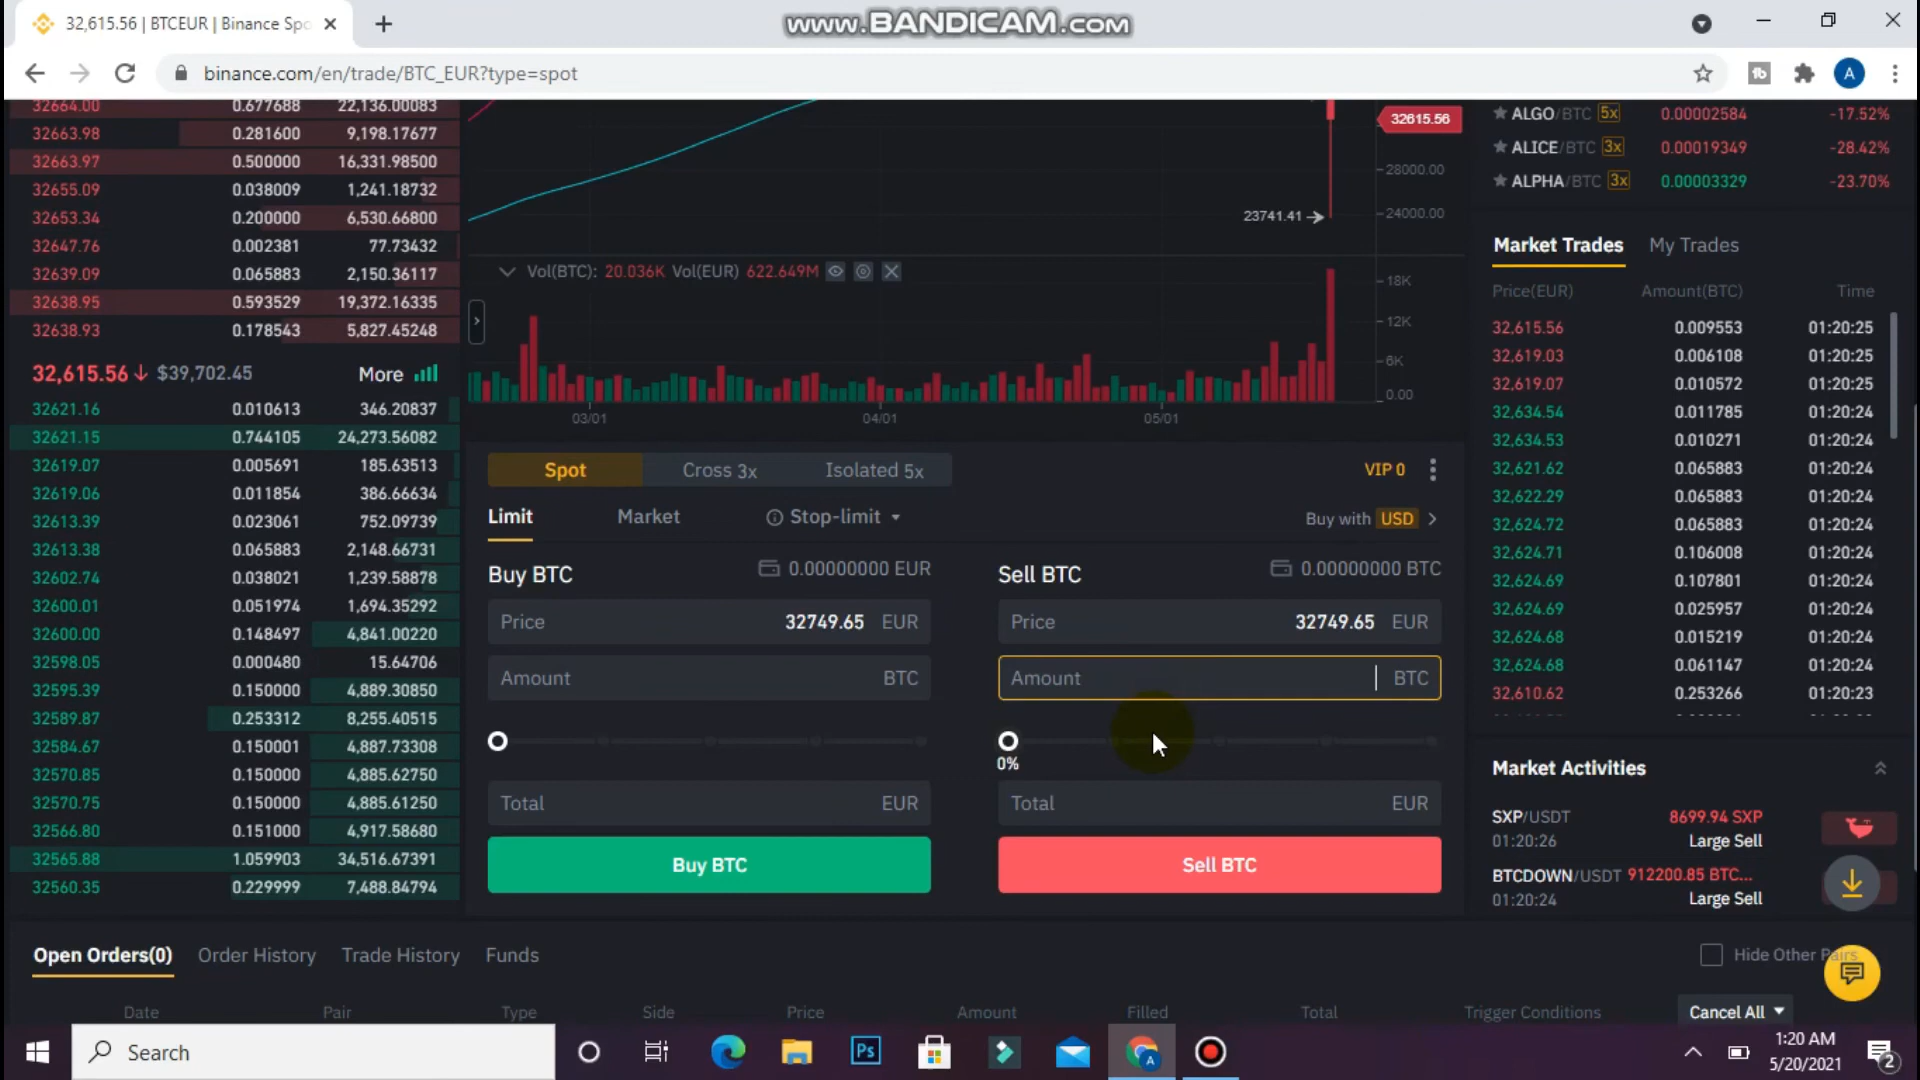 32,615.56 | BTCEUR | Binance Spo
www.BANDICAM.com
binance.com/en/trade/BTC_EUR?type=spot
A
32664.00 0.677688 22,136.00083
32663.98 0.281600 9,198.17677
32663.97 0.500000 16,331.98500
32655.09 0.038009 1,241.18732
32653.34 0.200000 6,530.66800
32647.76 0.002381 77.73432
32639.09 0.065883 2,150.36117
32638.95 0.593529 19,372.16335
32638.93 0.178543 5,827.45248
32,615.56↓ $39,702.45 More
32621.16 0.010613 346.20837
32621.15 0.744105 24,273.56082
32619.07 0.005691 185.63513
32619.06 0.011854 386.66634
32613.39 0.023061 752.09739
32613.38 0.065883 2,148.66731
32602.74 0.038021 1,239.58878
32600.01 0.051974 1,694.35292
32600.00 0.148497 4,841.00220
32598.05 0.000480 15.64706
32595.39 0.150000 4,889.30850
32589.87 0.253312 8,255.40515
32584.67 0.150001 4,887.73308
32570.85 0.150000 4,885.62750
32570.75 0.150000 4,885.61250
32566.80 0.151000 4,917.58680
32565.88 1.059903 34,516.67391
32560.35 0.229999 7,488.84794
32615.56
28000.00
23741.41 →
24000.00
Vol(BTC): 20.036K Vol(EUR) 622.649M
18K
12K
6K
0.00
03/01 04/01 05/01
Spot Cross 3x Isolated 5x VIP 0
Limit Market Stop-limit Buy with USD
Buy BTC 0.00000000 EUR
Price 32749.65 EUR
Amount BTC
Total EUR
Buy BTC
Sell BTC 0.00000000 BTC
Price 32749.65 EUR
Amount BTC
0%
Total EUR
Sell BTC
ALGO/BTC 5x 0.00002584 -17.52%
ALICE/BTC 3x 0.00019349 -28.42%
ALPHA/BTC 3x 0.00003329 -23.70%
Market Trades My Trades
Price(EUR) Amount(BTC) Time
32,615.56 0.009553 01:20:25
32,619.03 0.006108 01:20:25
32,619.07 0.010572 01:20:25
32,634.54 0.011785 01:20:24
32,634.53 0.010271 01:20:24
32,621.62 0.065883 01:20:24
32,622.29 0.065883 01:20:24
32,624.72 0.065883 01:20:24
32,624.71 0.106008 01:20:24
32,624.69 0.107801 01:20:24
32,624.69 0.025957 01:20:24
32,624.68 0.015219 01:20:24
32,624.68 0.061147 01:20:24
32,610.62 0.253266 01:20:23
Market Activities
SXP/USDT 8699.94 SXP
01:20:26 Large Sell
BTCDOWN/USDT 912200.85 BTC...
01:20:24 Large Sell
Open Orders(0) Order History Trade History Funds Hide Other Pairs
Date Pair Type Side Price Amount Filled Total Trigger Conditions Cancel All
Search
Ps
A
1:20 AM
5/20/2021
2